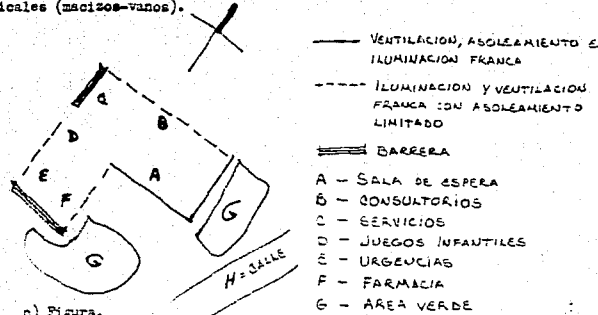 icales (macizos-vanos).
VENTILACION, ASOLEAMIENTO E
ILUMINACION FRANCA
ILUMINACION Y VENTILACION
FRANCA CON ASOLEAMIENTO
LIMITADO
BARRERA
A - SALA DE ESPERA
B - CONSULTORIOS
C - SERVICIOS
D - JUEGOS INFANTILES
E - URGENCIAS
F - FARMACIA
G - AREA VERDE
C
B
D
E
A
F
G
G
H = CALLE
c) Figura.